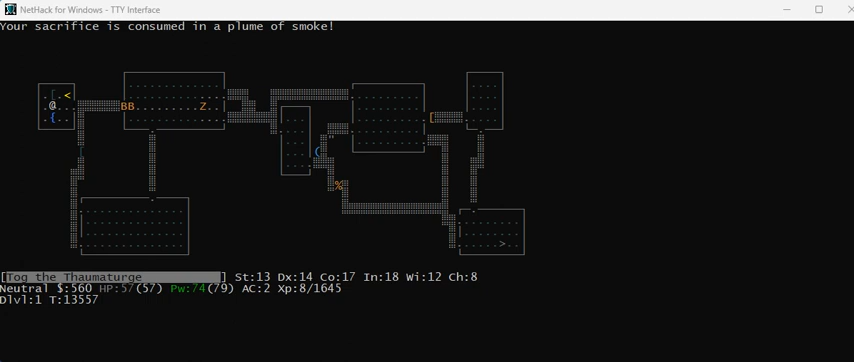 NetHack for Windows - TTY Interface
Your sacrifice is consumed in a plume of smoke!
[Tog the Thaumaturge ] St:13 Dx:14 Co:17 In:18 Wi:12 Ch:8
Neutral $:560 HP:57(57) Pw:74(79) AC:2 Xp:8/1645
Dlvl:1 T:13557